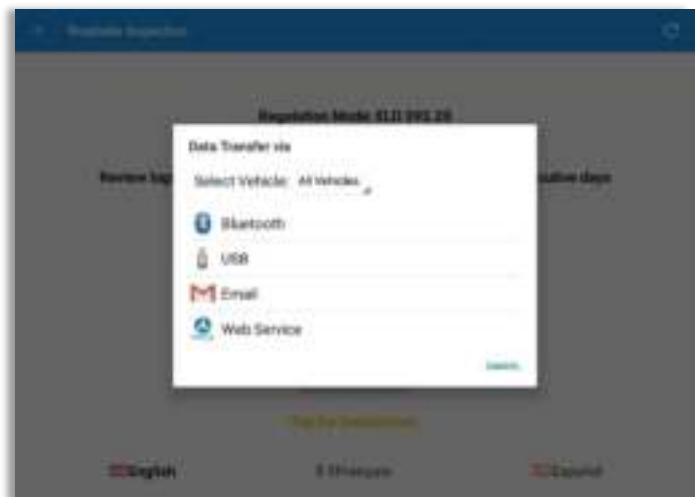 Roadside Inspection
Regulation Mode: ELD 395.20
Data Transfer via
Review log
Select Vehicle: All Vehicles
days
Bluetooth
USB
Email
Web Service
English
Français
Español